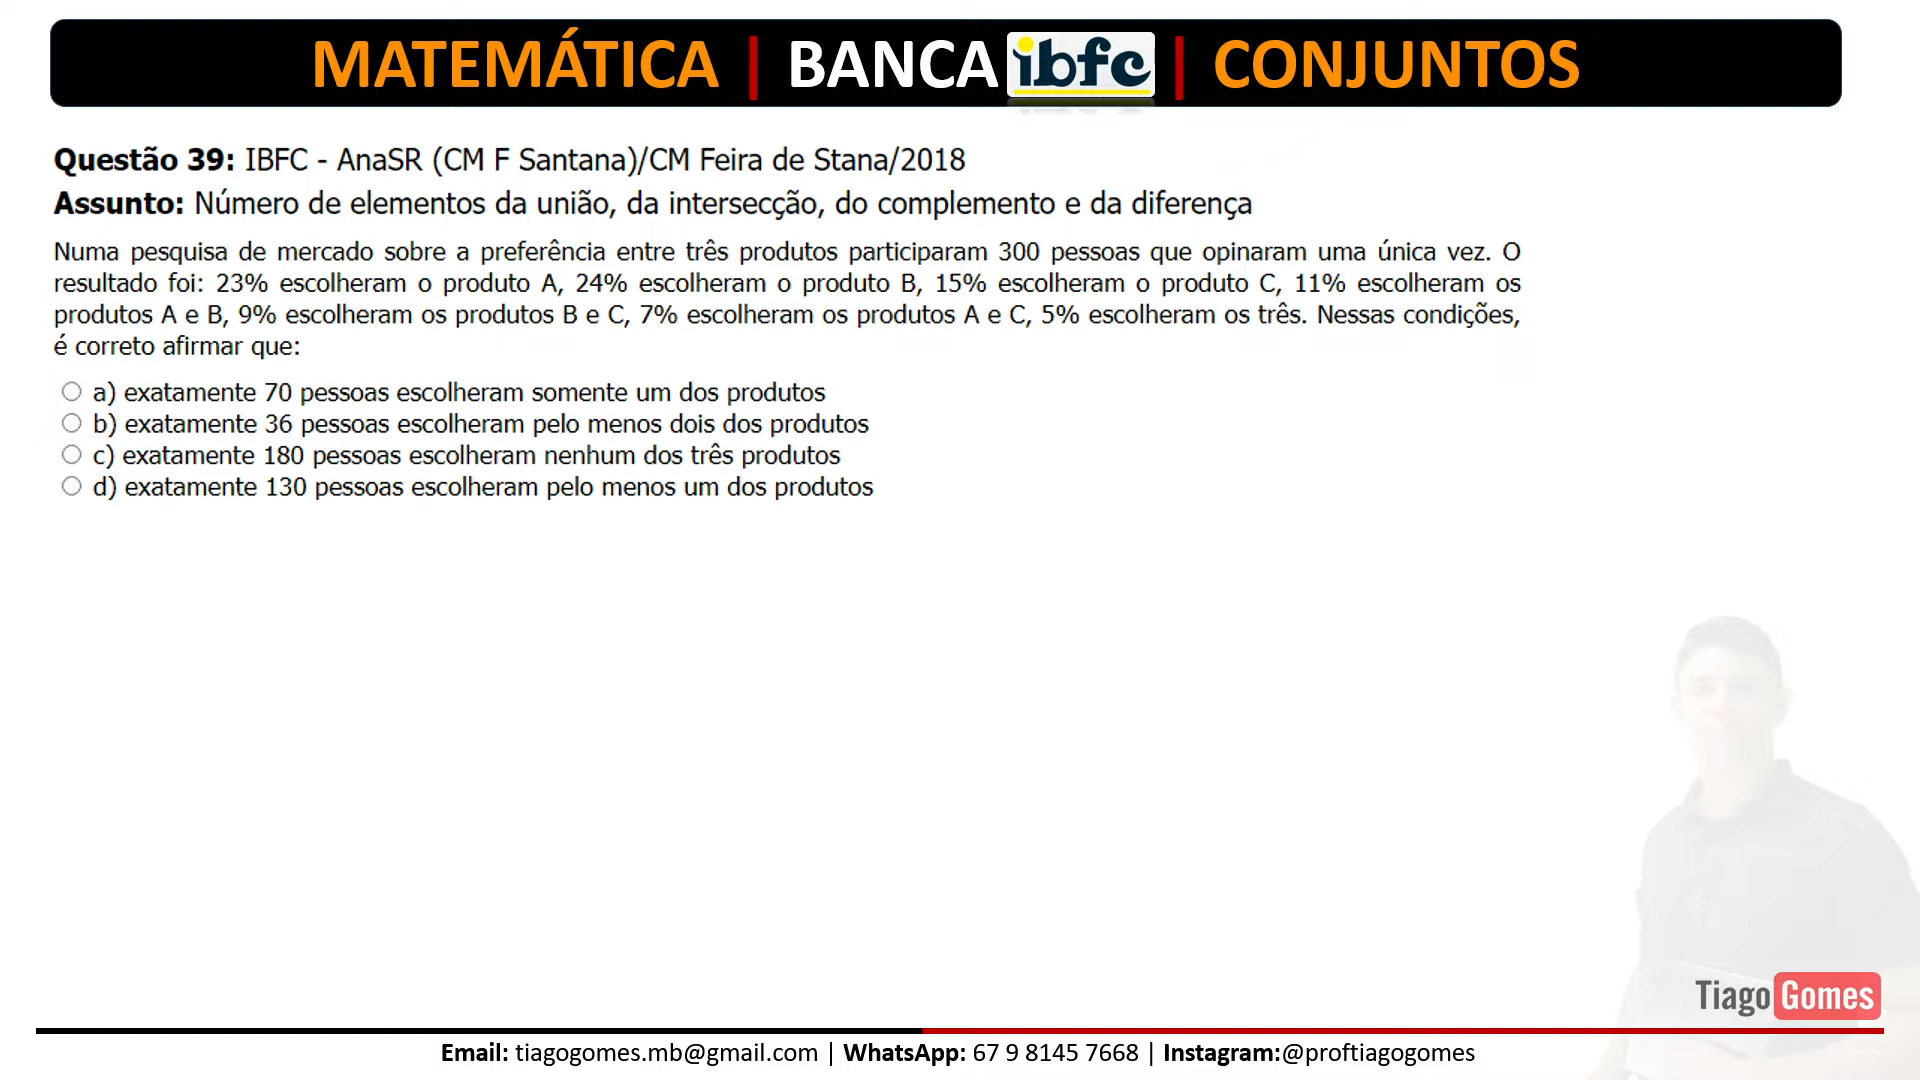 MATEMÁTICA | BANCA ibfc | CONJUNTOS
Questão 39: IBFC - AnaSR (CM F Santana)/CM Feira de Stana/2018
Assunto: Número de elementos da união, da intersecção, do complemento e da diferença
Numa pesquisa de mercado sobre a preferência entre três produtos participaram 300 pessoas que opinaram uma única vez. O
resultado foi: 23% escolheram o produto A, 24% escolheram o produto B, 15% escolheram o produto C, 11% escolheram os
produtos A e B, 9% escolheram os produtos B e C, 7% escolheram os produtos A e C, 5% escolheram os três. Nessas condições,
é correto afirmar que:
a) exatamente 70 pessoas escolheram somente um dos produtos
b) exatamente 36 pessoas escolheram pelo menos dois dos produtos
c) exatamente 180 pessoas escolheram nenhum dos três produtos
d) exatamente 130 pessoas escolheram pelo menos um dos produtos
Tiago Gomes
Email: tiagogomes.mb@gmail.com | WhatsApp: 67 9 8145 7668 | Instagram:@proftiagogomes